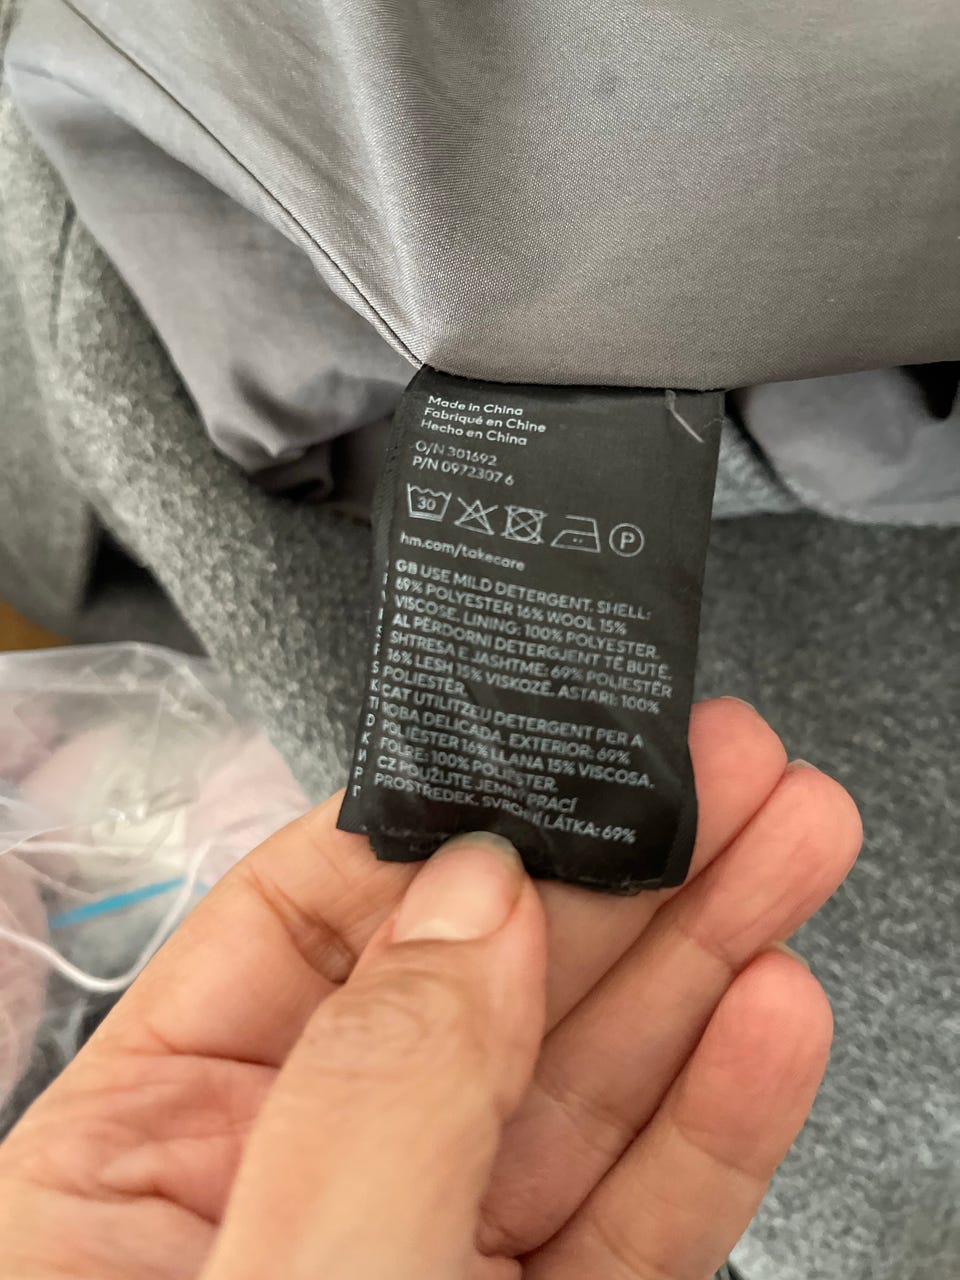 Made in China
Fabriqué en Chine
Hecho en China
O/N 301692
P/N 0972307 6
30
P
hm.com/takecare
GB USE MILD DETERGENT. SHELL:
69% POLYESTER 16% WOOL 15%
VISCOSE. LINING: 100% POLYESTER.
AL PËRDORNI DETERGJENT TË BUTË.
SHTRESA E JASHTME: 69% POLIESTËR
16% LESH 15% VISKOZË. ASTARI: 100%
POLIESTËR.
CAT UTILITZEU DETERGENT PER A
ROBA DELICADA. EXTERIOR: 69%
POLIÈSTER 16% LLANA 15% VISCOSA.
FOLRE: 100% POLIÈSTER.
CZ POUŽIJTE JEMNÝ PRACÍ
PROSTŘEDEK. SVRCHNÍ LÁTKA: 69%